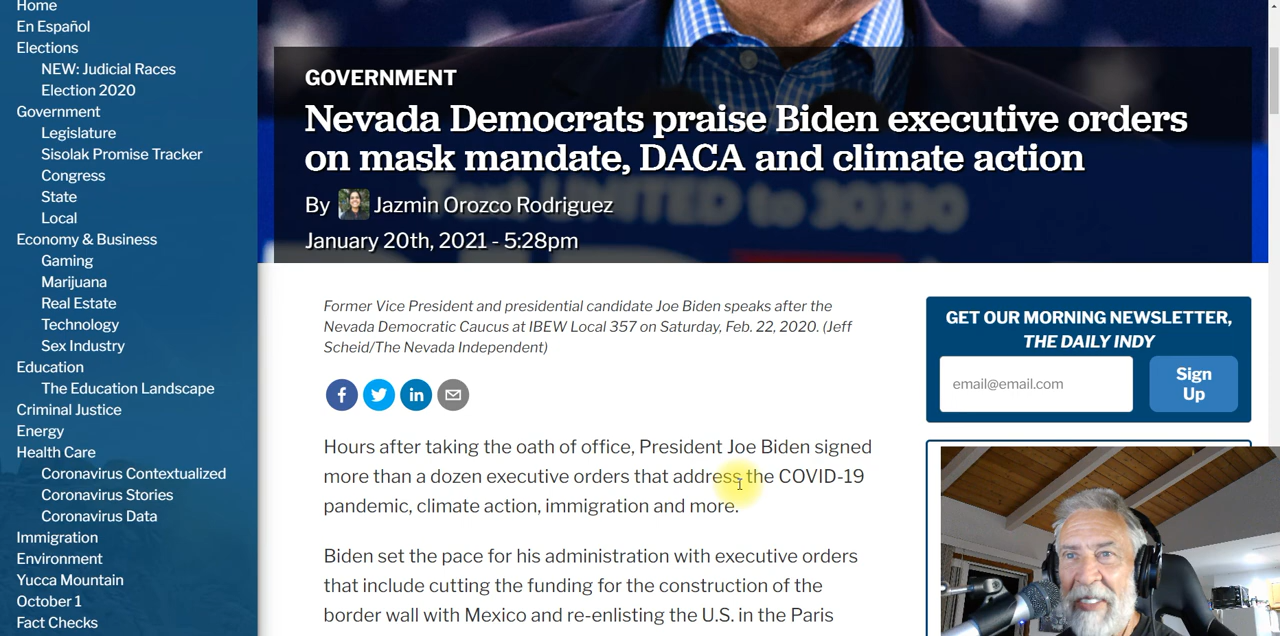 Home
En Español
Elections
NEW: Judicial Races
Election 2020
Government
Legislature
Sisolak Promise Tracker
Congress
State
Local
Economy & Business
Gaming
Marijuana
Real Estate
Technology
Sex Industry
Education
The Education Landscape
Criminal Justice
Energy
Health Care
Coronavirus Contextualized
Coronavirus Stories
Coronavirus Data
Immigration
Environment
Yucca Mountain
October 1
Fact Checks
GOVERNMENT
Nevada Democrats praise Biden executive orders
on mask mandate, DACA and climate action
By Jazmin Orozco Rodriguez
January 20th, 2021 - 5:28pm
Text UNITED to 30330
Former Vice President and presidential candidate Joe Biden speaks after the
Nevada Democratic Caucus at IBEW Local 357 on Saturday, Feb. 22, 2020. (Jeff
Scheid/The Nevada Independent)
Hours after taking the oath of office, President Joe Biden signed
more than a dozen executive orders that address the COVID-19
pandemic, climate action, immigration and more.
Biden set the pace for his administration with executive orders
that include cutting the funding for the construction of the
border wall with Mexico and re-enlisting the U.S. in the Paris
GET OUR MORNING NEWSLETTER,
THE DAILY INDY
email@email.com
Sign
Up